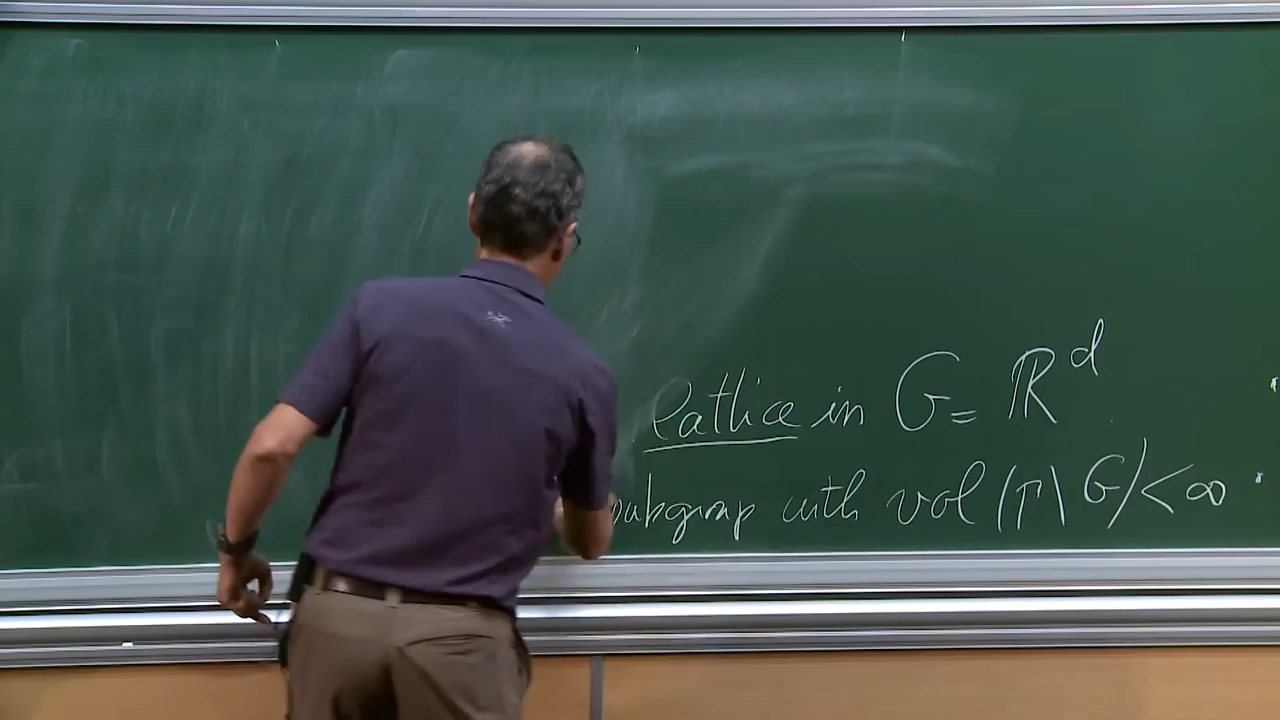 lattice in G = ℝ^d
subgroup with vol(Γ\G) < ∞